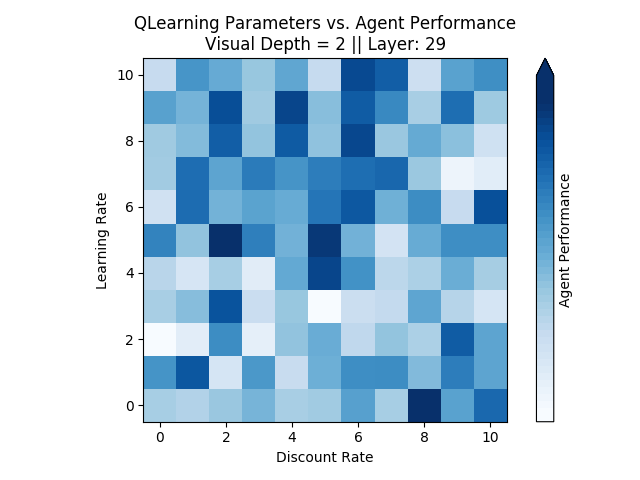 QLearning Parameters vs. Agent Performance
Visual Depth = 2 || Layer: 29
10
8
6
4
2
0
Learning Rate
0 2 4 6 8 10
Discount Rate
Agent Performance